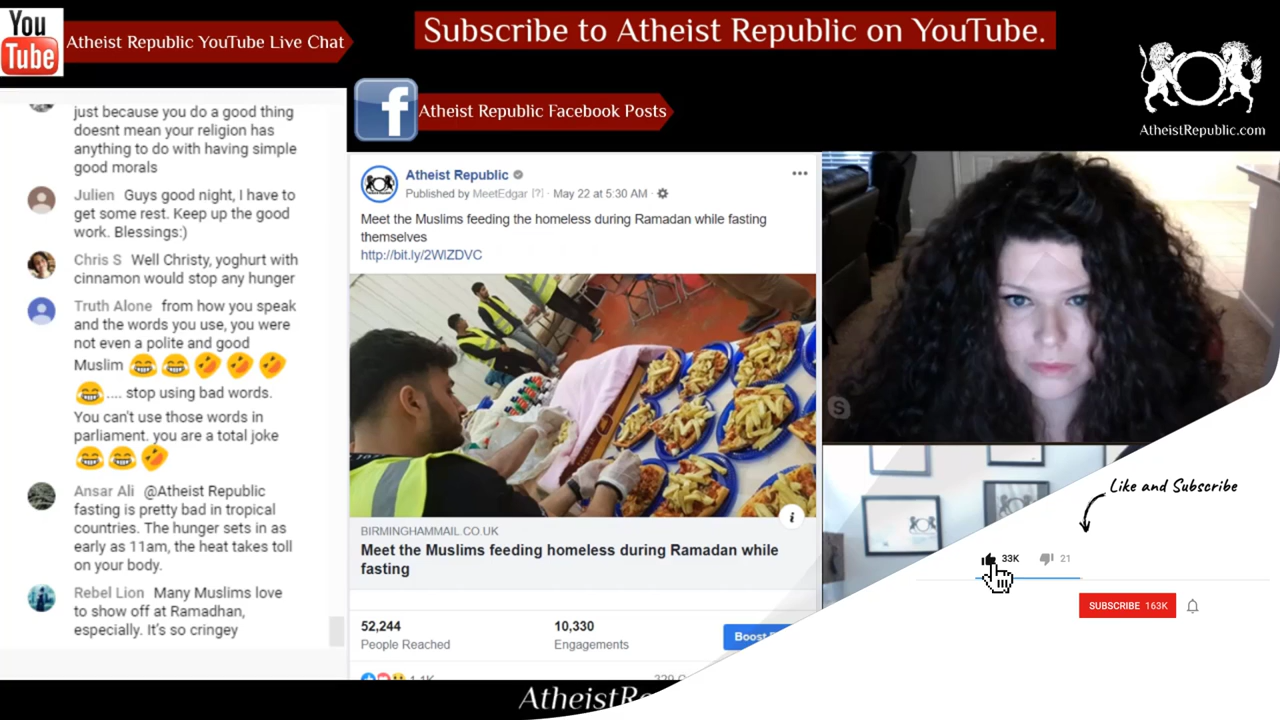 You
Tube
Atheist Republic YouTube Live Chat
Subscribe to Atheist Republic on YouTube.
AtheistRepublic.com
Atheist Republic Facebook Posts
just because you do a good thing
doesnt mean your religion has
anything to do with having simple
good morals
Julien Guys good night, I have to
get some rest. Keep up the good
work. Blessings:)
Chris S Well Christy, yoghurt with
cinnamon would stop any hunger
Truth Alone from how you speak
and the words you use, you were
not even a polite and good
Muslim 😂😂🤣🤣🤣
😂.... stop using bad words.
You can't use those words in
parliament. you are a total joke
😂😂🤣
Ansar Ali @Atheist Republic
fasting is pretty bad in tropical
countries. The hunger sets in as
early as 11am, the heat takes toll
on your body.
Rebel Lion Many Muslims love
to show off at Ramadhan,
especially. It's so cringey
Atheist Republic
Published by MeetEdgar [?] · May 22 at 5:30 AM ·
Meet the Muslims feeding the homeless during Ramadan while fasting
themselves
http://bit.ly/2WlZDVC
BIRMINGHAMMAIL.CO.UK
Meet the Muslims feeding homeless during Ramadan while
fasting
52,244
People Reached
10,330
Engagements
Boost
1.1K
Like and Subscribe
33K
21
SUBSCRIBE 163K